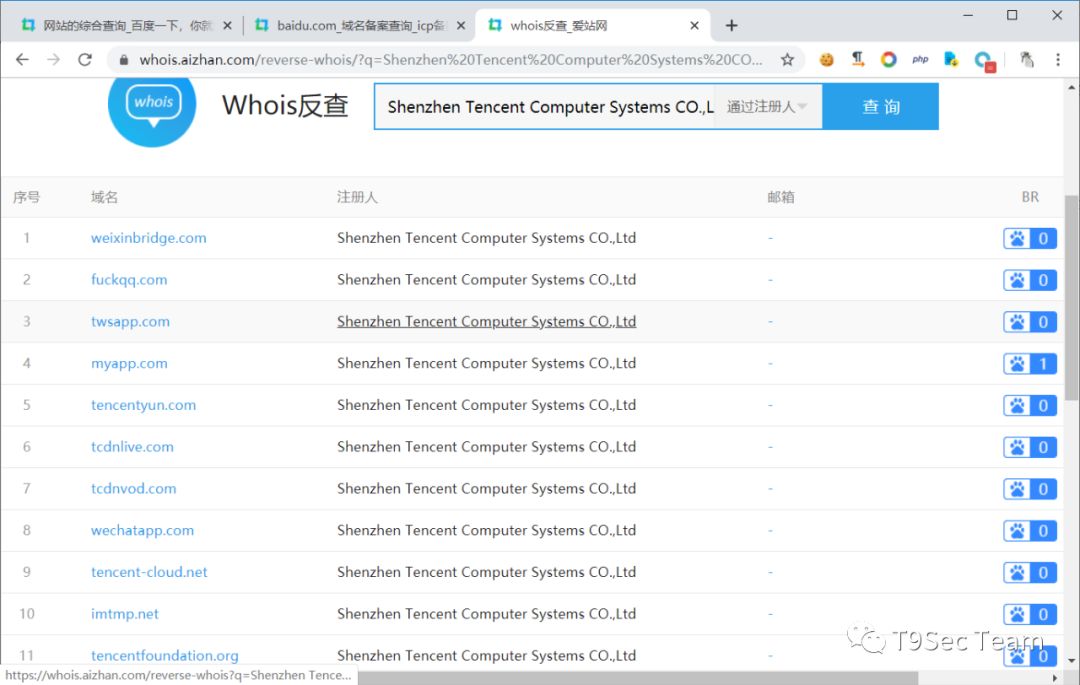 网站的综合查询_百度一下，你就
baidu.com_域名备案查询_icp备
whois反查_爱站网
whois.aizhan.com/reverse-whois/?q=Shenzhen%20Tencent%20Computer%20Systems%20CO...
php
whois
Whois反查
Shenzhen Tencent Computer Systems CO.,L
通过注册人
查 询
序号 域名 注册人 邮箱 BR
1 weixinbridge.com Shenzhen Tencent Computer Systems CO.,Ltd - 0
2 fuckqq.com Shenzhen Tencent Computer Systems CO.,Ltd - 0
3 twsapp.com Shenzhen Tencent Computer Systems CO.,Ltd - 0
4 myapp.com Shenzhen Tencent Computer Systems CO.,Ltd - 1
5 tencentyun.com Shenzhen Tencent Computer Systems CO.,Ltd - 0
6 tcdnlive.com Shenzhen Tencent Computer Systems CO.,Ltd - 0
7 tcdnvod.com Shenzhen Tencent Computer Systems CO.,Ltd - 0
8 wechatapp.com Shenzhen Tencent Computer Systems CO.,Ltd - 0
9 tencent-cloud.net Shenzhen Tencent Computer Systems CO.,Ltd - 0
10 imtmp.net Shenzhen Tencent Computer Systems CO.,Ltd - 0
T9Sec Team
11 tencentfoundation.org Shenzhen Tencent Computer Systems CO.,Ltd - 0
https://whois.aizhan.com/reverse-whois?q=Shenzhen Tence...